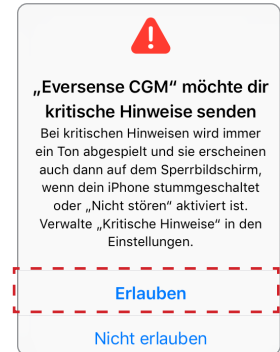 „Eversense CGM“ möchte dir
kritische Hinweise senden
Bei kritischen Hinweisen wird immer
ein Ton abgespielt und sie erscheinen
auch dann auf dem Sperrbildschirm,
wenn dein iPhone stummgeschaltet
oder „Nicht stören“ aktiviert ist.
Verwalte „Kritische Hinweise“ in den
Einstellungen.
Erlauben
Nicht erlauben